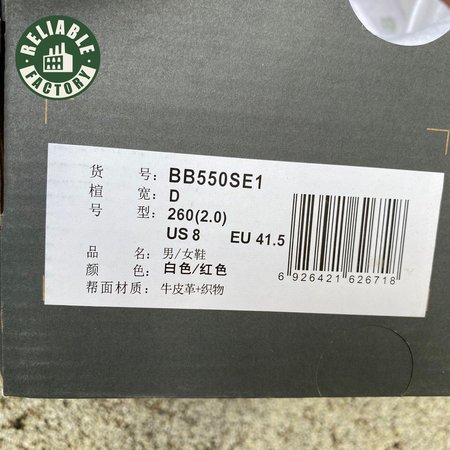 RELIABLE
FACTORY
货 号: BB550SE1
楦 宽: D
号 型: 260(2.0)
US 8 EU 41.5
品 名: 男/女鞋
颜 色: 白色/红色
帮面材质: 牛皮革+织物
6 926421 626718